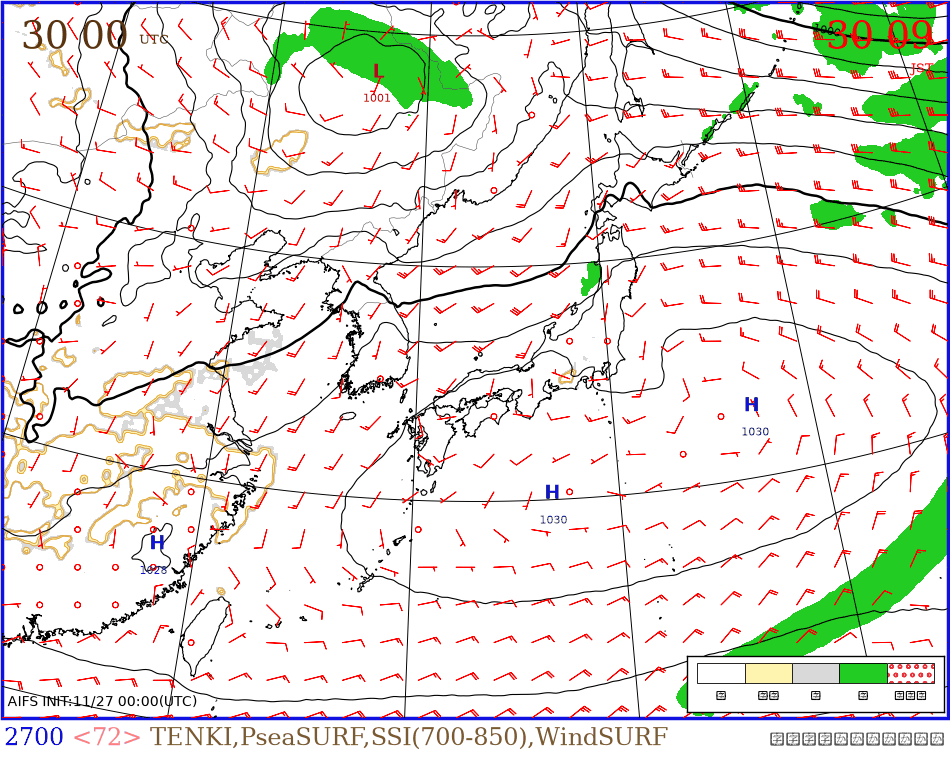 30 00 UTC
30 09 JST
1000
L
1001
H
1030
H
1030
H
1028
AIFS INIT:11/27 00:00(UTC)
2700 <72> TENKI,PseaSURF,SSI(700-850),WindSURF